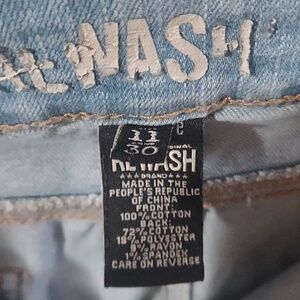 WASH
11
30
C
REWASH
BRAND
MADE IN THE
PEOPLE'S REPUBLIC
OF CHINA
FRONT:
100% COTTON
BACK:
72% COTTON
18% POLYESTER
9% RAYON
1% SPANDEX
CARE ON REVERSE